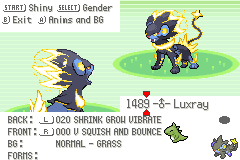 START Shiny SELECT Gender
B Exit A Anims and BG
1489 -♂- Luxray
BACK: L 020 SHRINK GROW VIBRATE
FRONT: R 000 V SQUISH AND BOUNCE
BG: NORMAL - GRASS
FORMS: